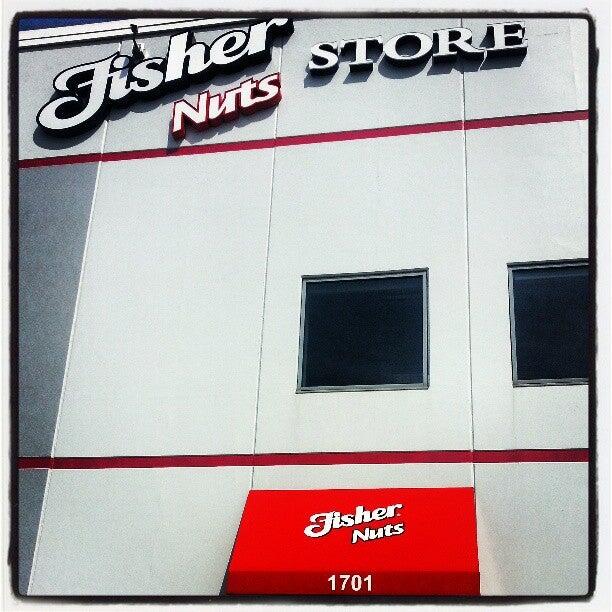 Fisher STORE
Nuts
Fisher
Nuts
1701